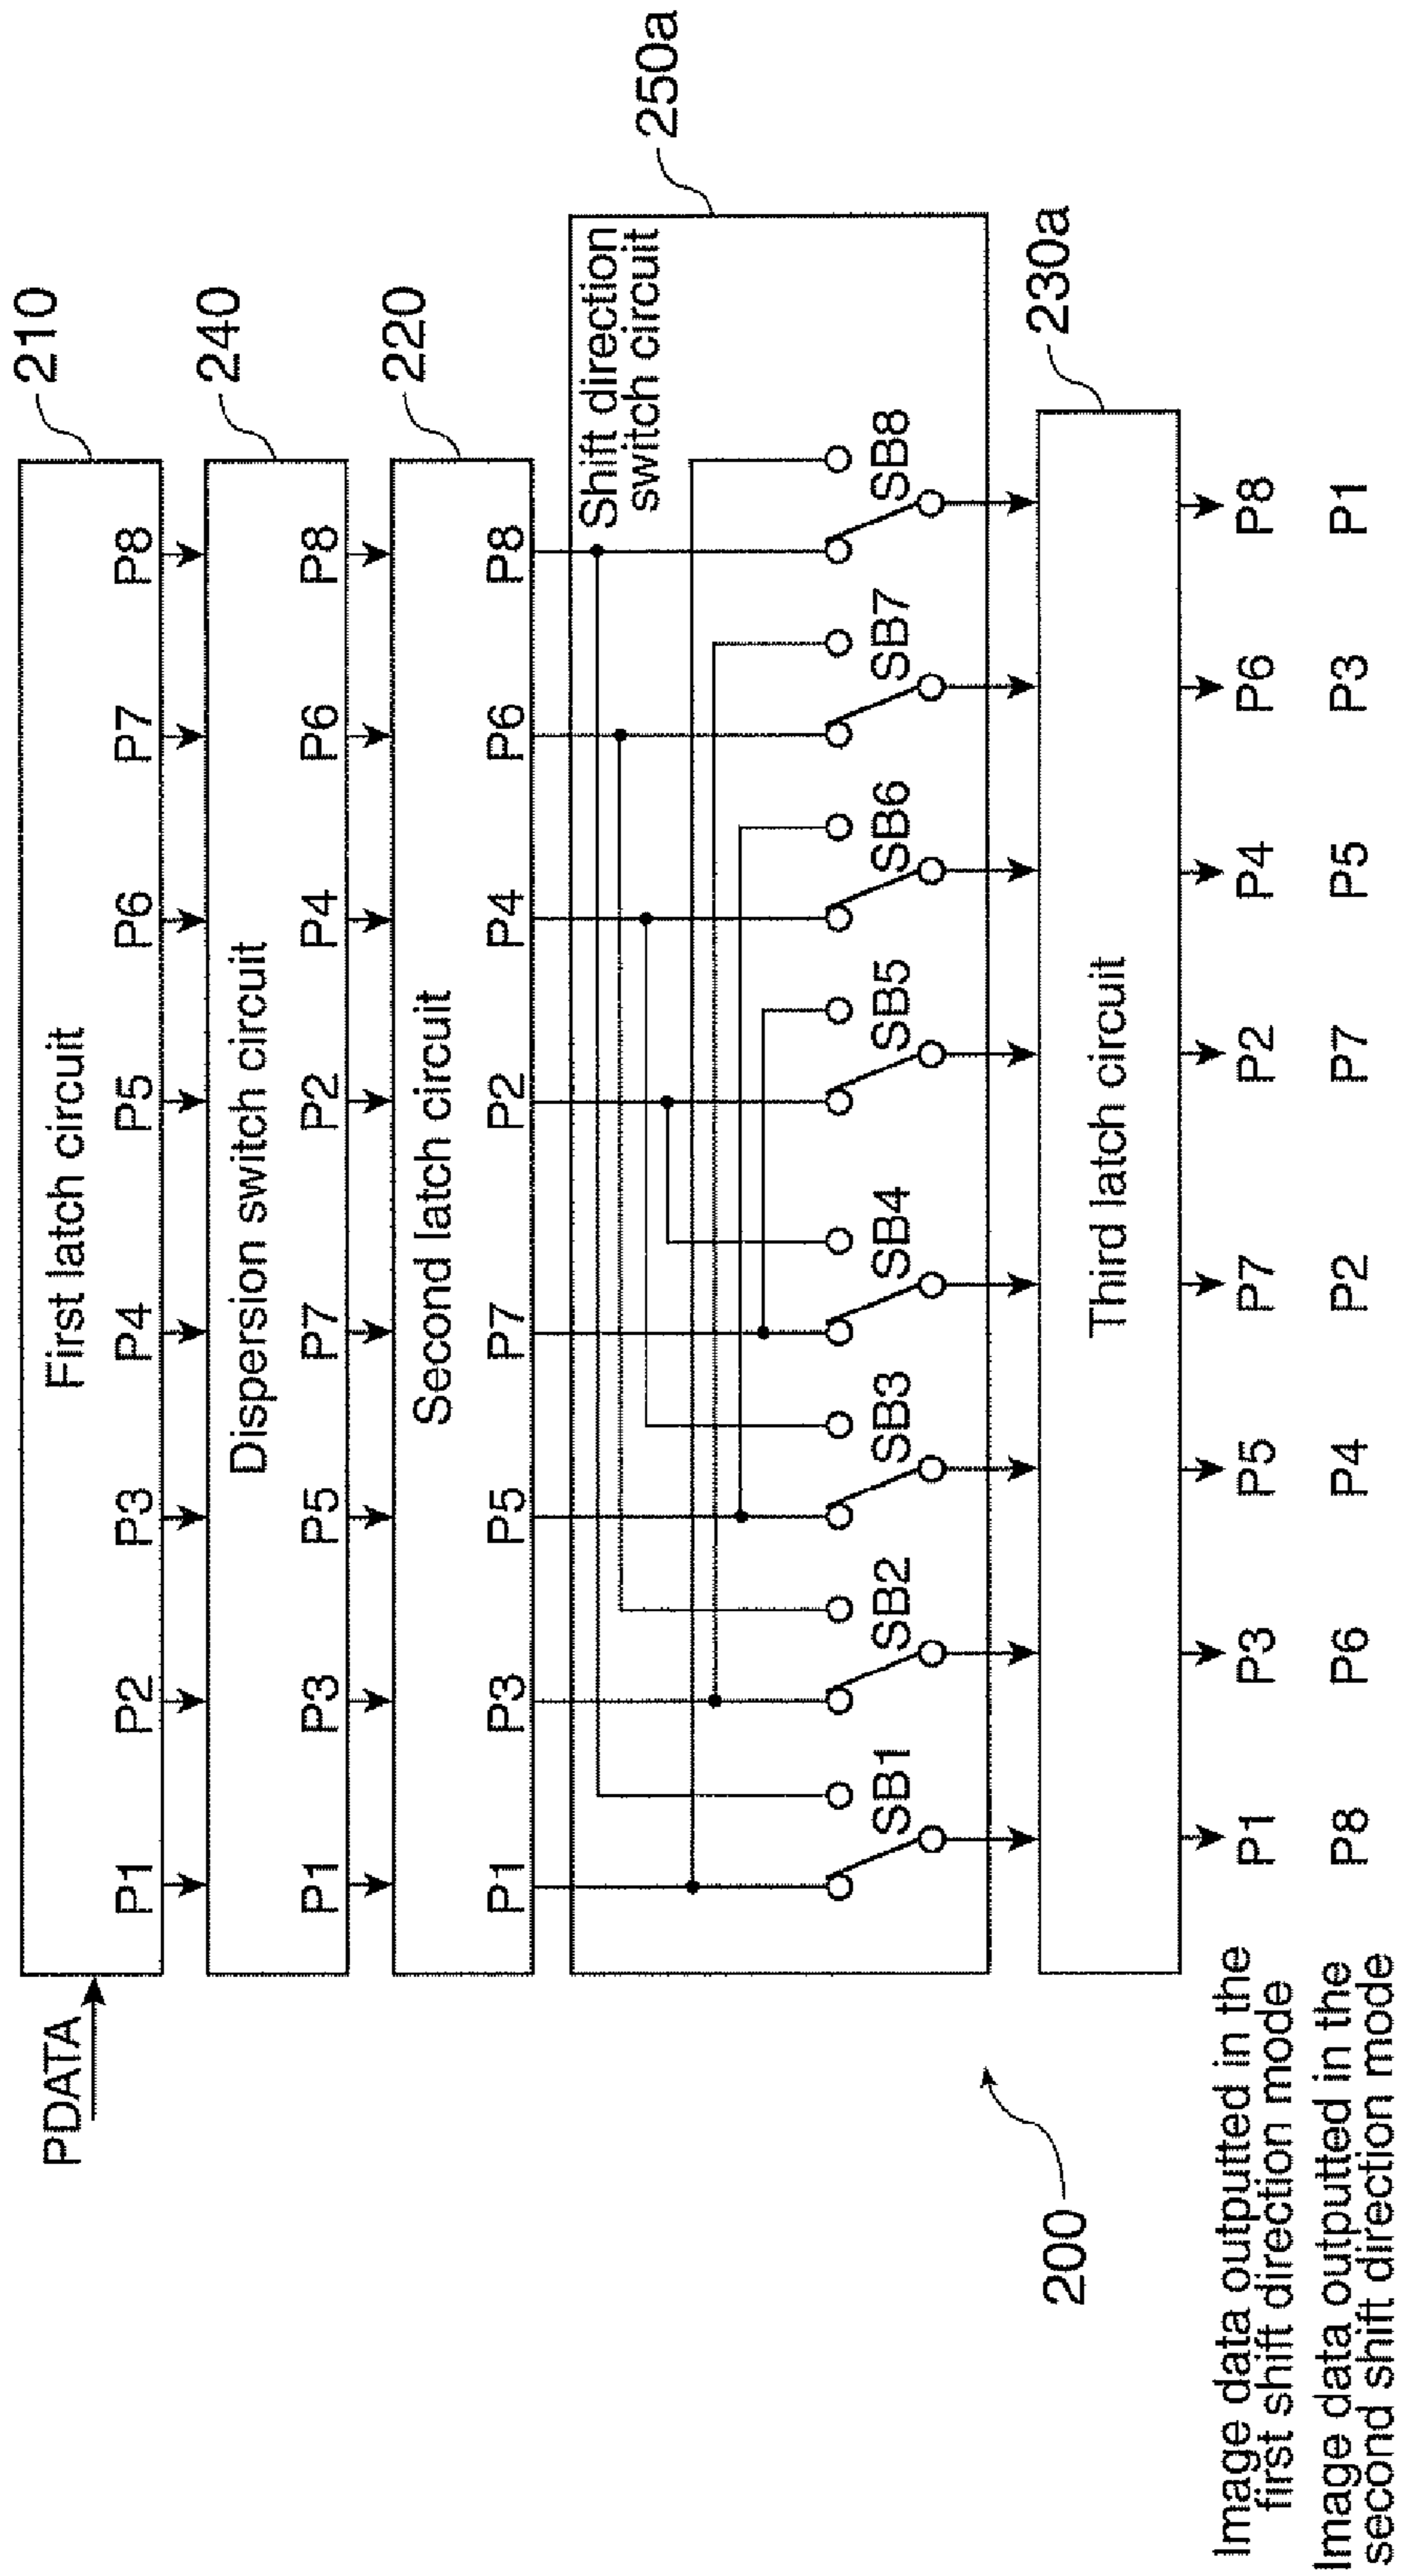 PDATA
First latch circuit
210
P1 P2 P3 P4 P5 P6 P7 P8
Dispersion switch circuit
240
P1 P3 P5 P7 P2 P4 P6 P8
Second latch circuit
220
P1 P3 P5 P7 P2 P4 P6 P8
Shift direction
switch circuit
250a
SB1 SB2 SB3 SB4 SB5 SB6 SB7 SB8
200
Third latch circuit
230a
Image data outputted in the
first shift direction mode
P1 P3 P5 P7 P2 P4 P6 P8
Image data outputted in the
second shift direction mode
P8 P6 P4 P2 P7 P5 P3 P1